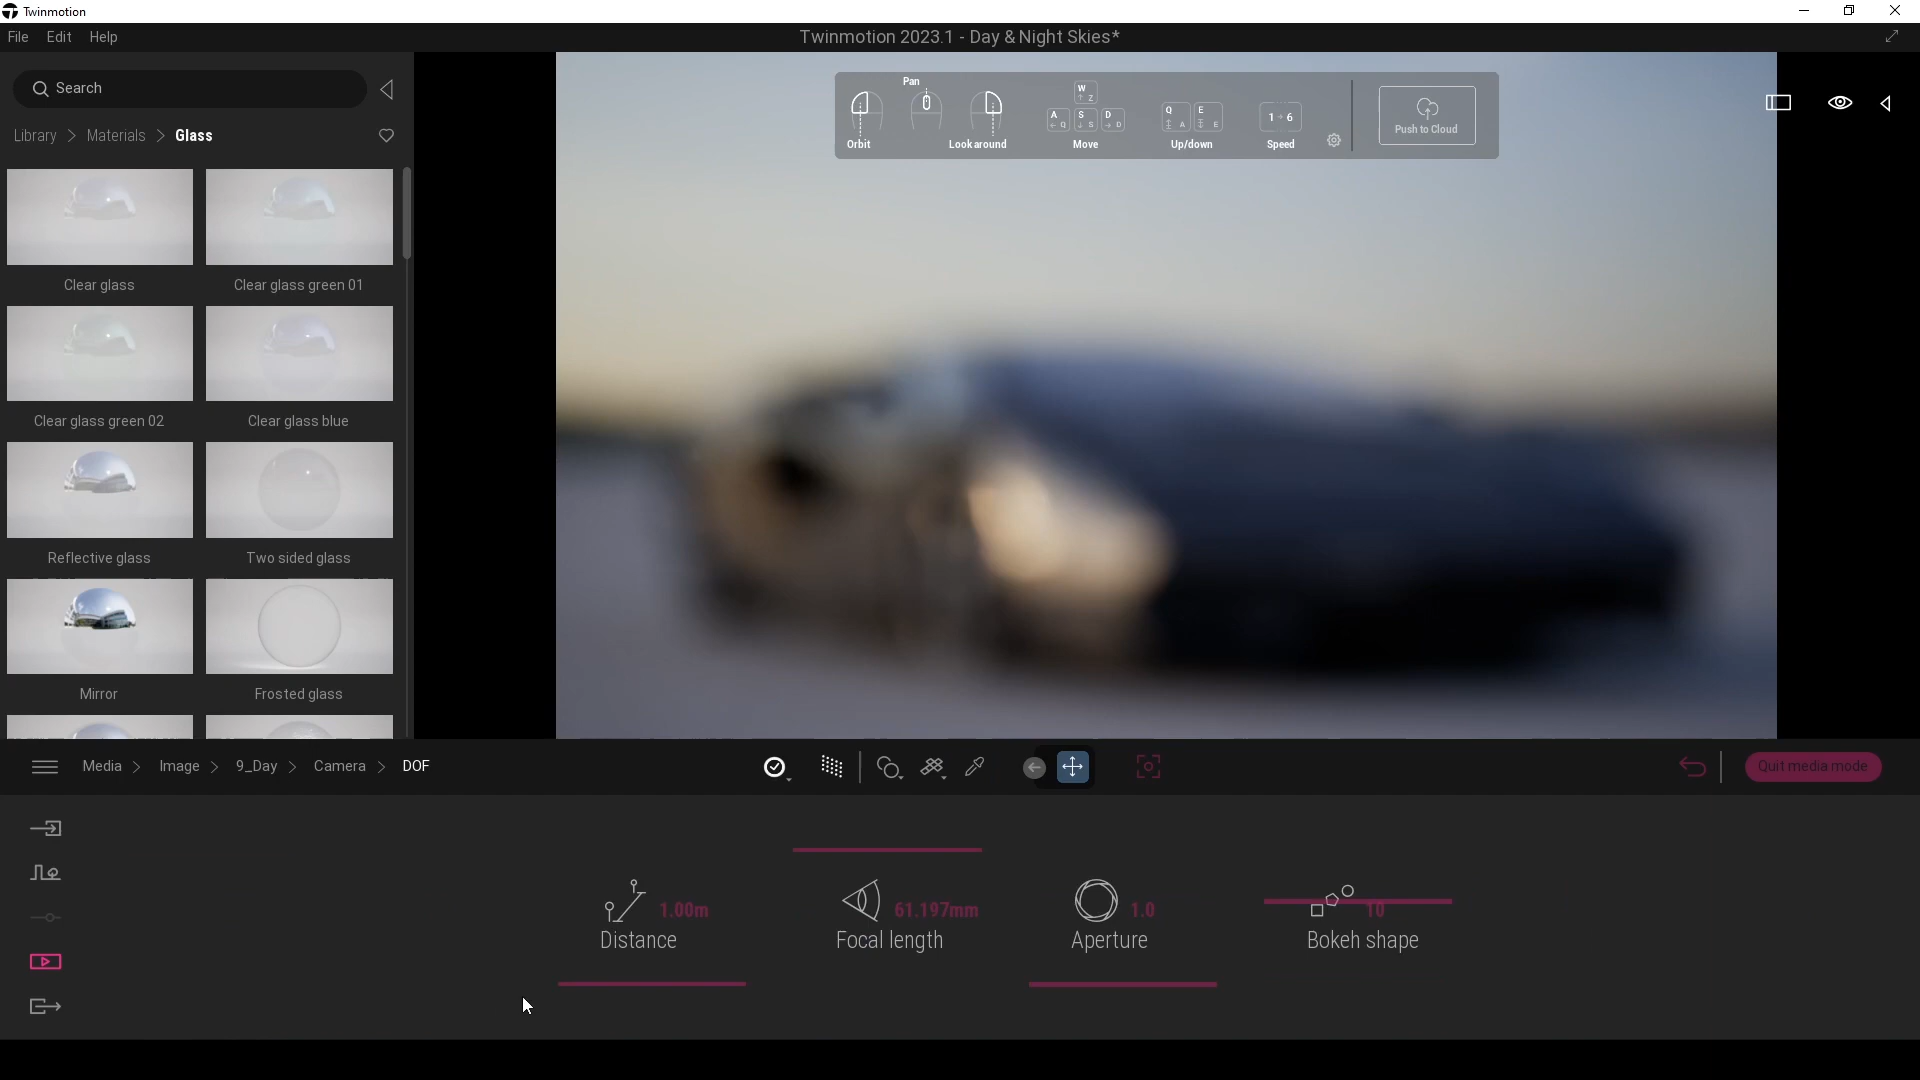 Twinmotion
File Edit Help
Twinmotion 2023.1 - Day & Night Skies*
Search
Library > Materials > Glass
Clear glass
Clear glass green 01
Clear glass green 02
Clear glass blue
Reflective glass
Two sided glass
Mirror
Frosted glass
Pan
Orbit
Look around
W
Z
A
Q
S
S
D
D
Move
Q
A
E
E
Up/down
1 6
Speed
Push to Cloud
Media > Image > 9_Day > Camera > DOF
Quit media mode
1.00m
Distance
61.197mm
Focal length
1.0
Aperture
10
Bokeh shape